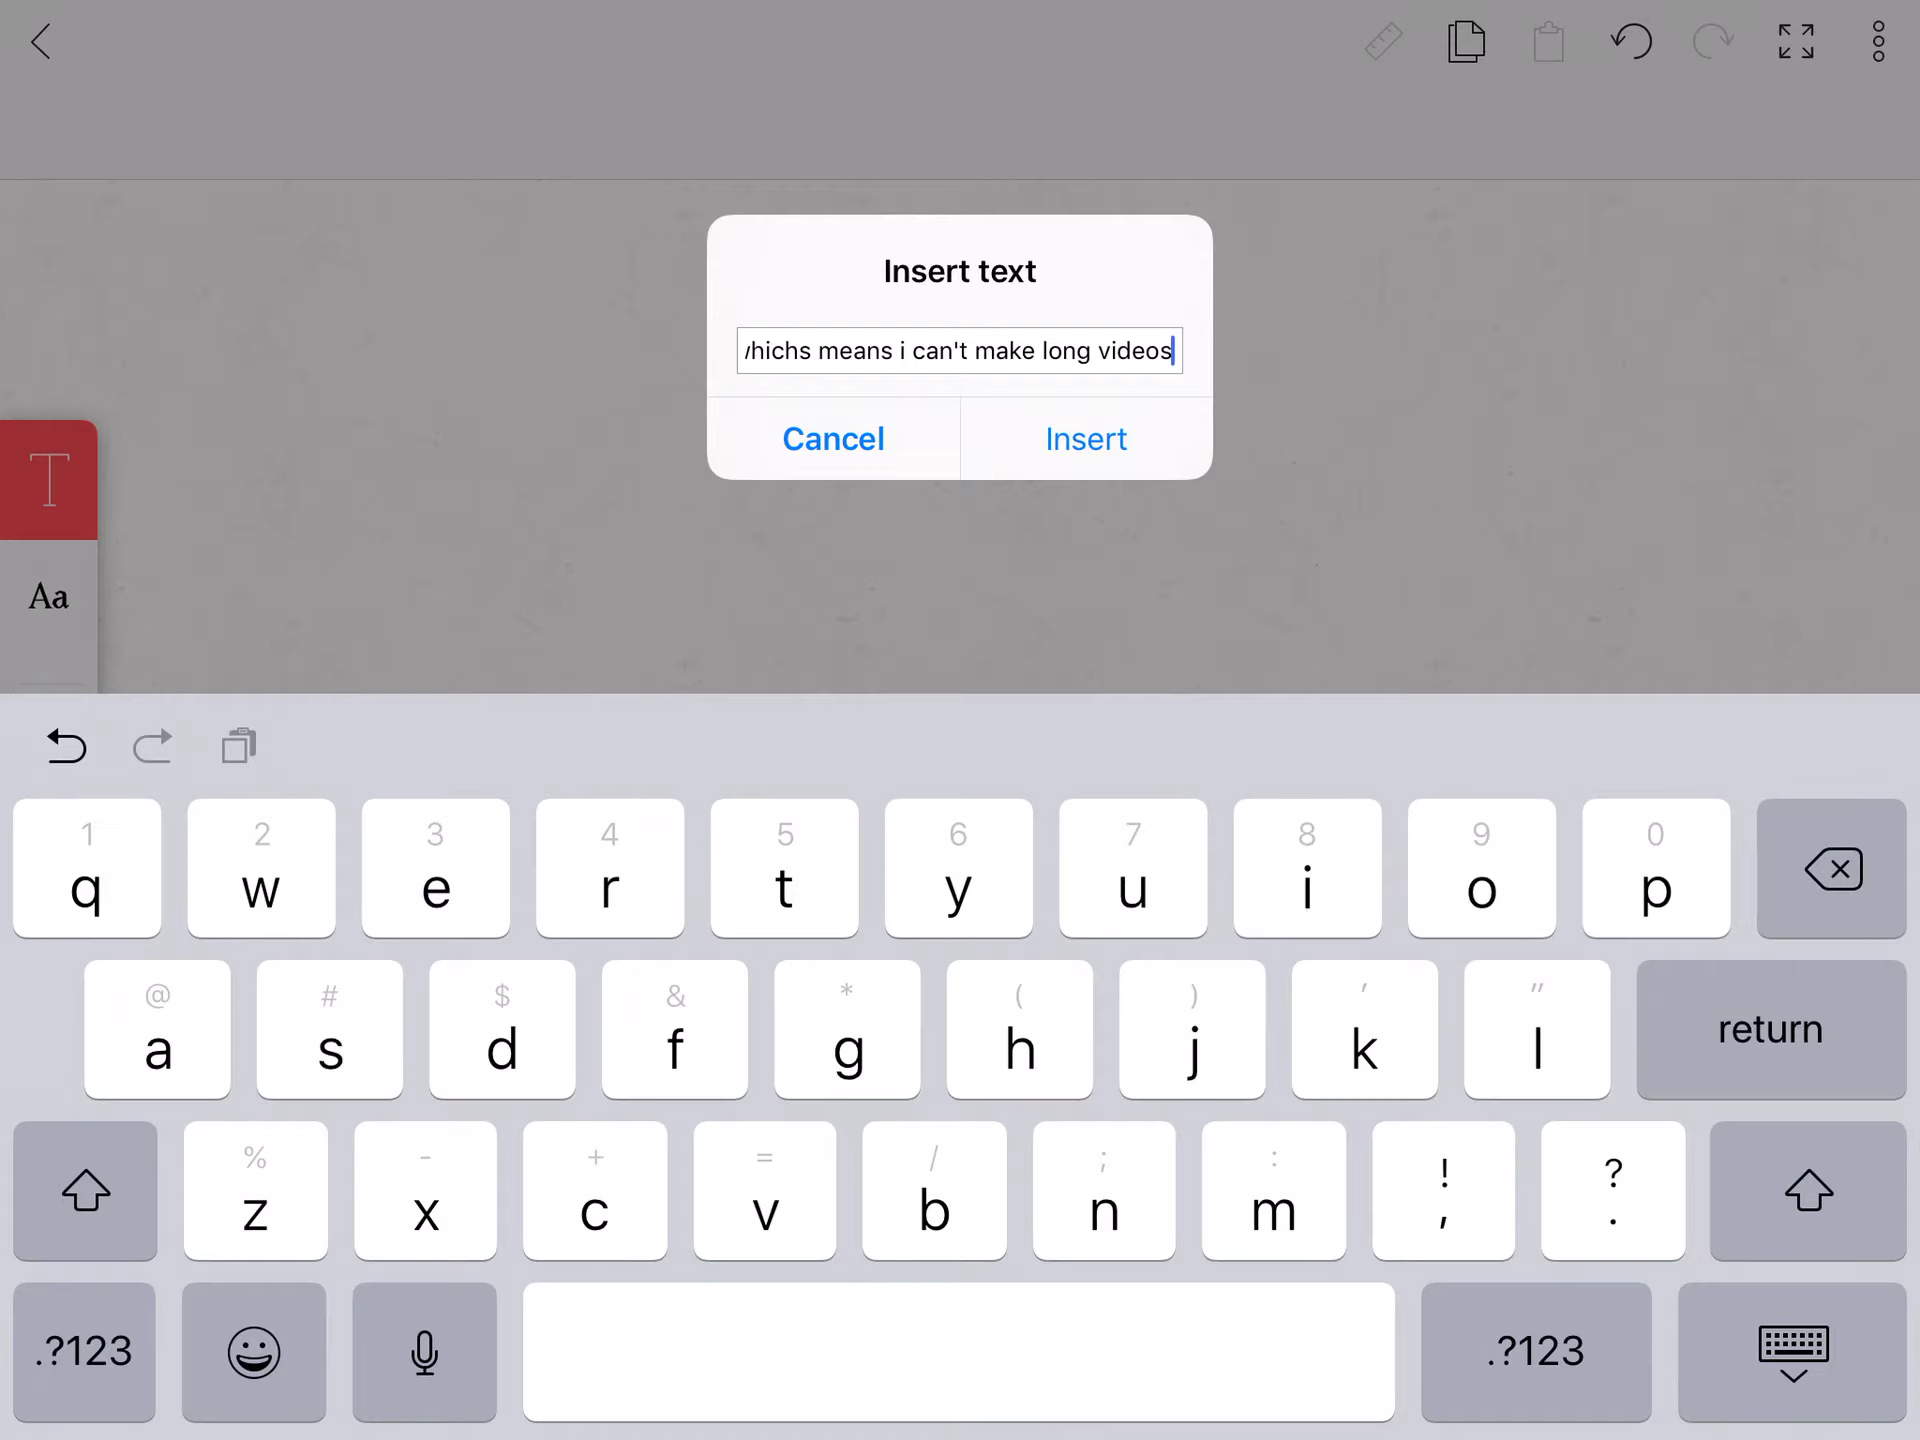 Insert text
whichs means i can't make long videos
Cancel Insert
T
Aa
1 2 3 4 5 6 7 8 9 0
q w e r t y u i o p
@ # $ & * ( ) ' "
a s d f g h j k l return
% - + = / ; : ! ?
z x c v b n m , .
.?123 .?123